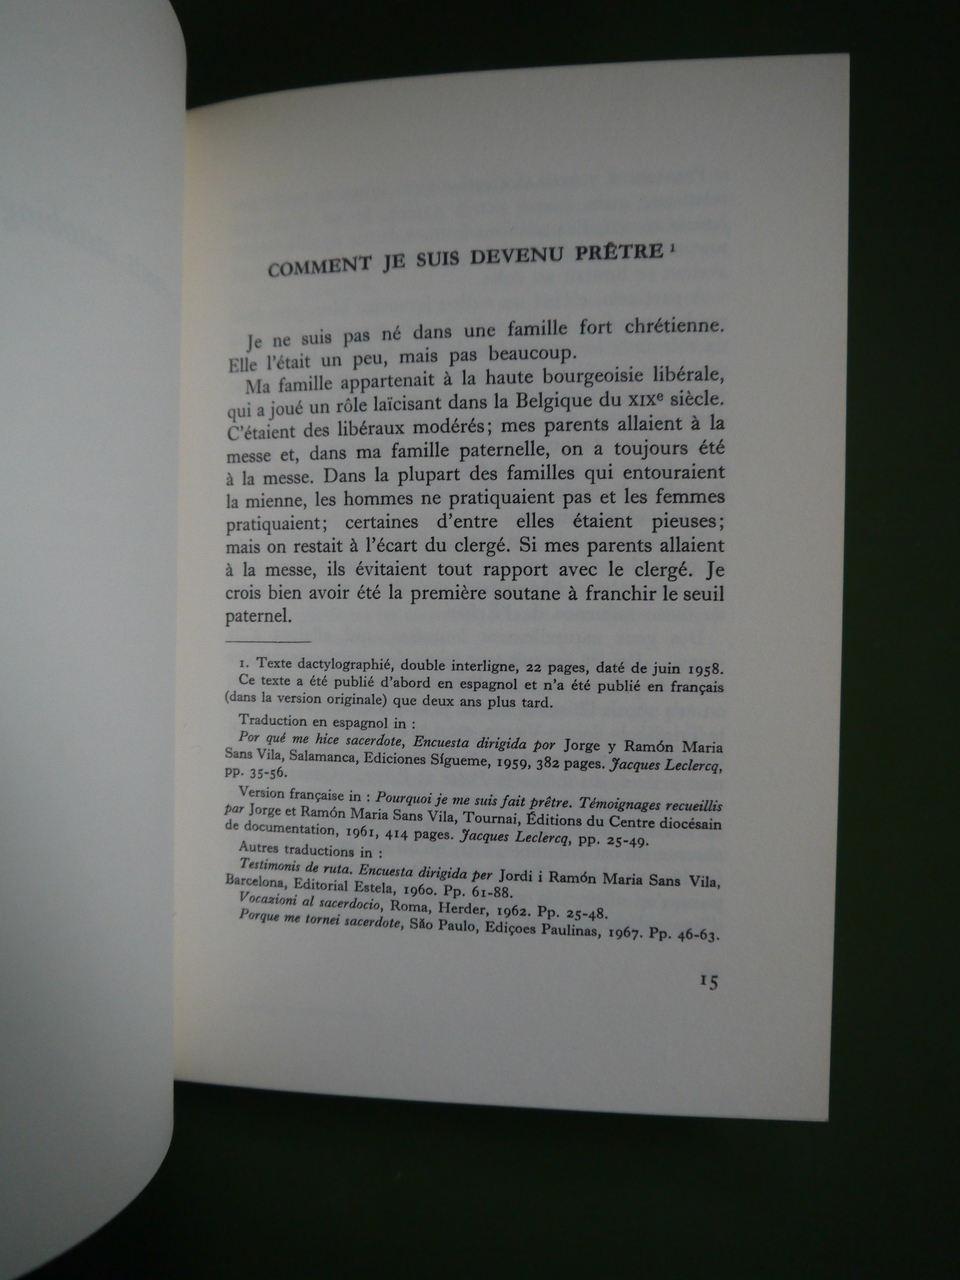 COMMENT JE SUIS DEVENU PRÊTRE ¹
Je ne suis pas né dans une famille fort chrétienne.
Elle l'était un peu, mais pas beaucoup.
Ma famille appartenait à la haute bourgeoisie libérale,
qui a joué un rôle laïcisant dans la Belgique du XIXe siècle.
C'étaient des libéraux modérés; mes parents allaient à la
messe et, dans ma famille paternelle, on a toujours été
à la messe. Dans la plupart des familles qui entouraient
la mienne, les hommes ne pratiquaient pas et les femmes
pratiquaient; certaines d'entre elles étaient pieuses;
mais on restait à l'écart du clergé. Si mes parents allaient
à la messe, ils évitaient tout rapport avec le clergé. Je
crois bien avoir été la première soutane à franchir le seuil
paternel.
1. Texte dactylographié, double interligne, 22 pages, daté de juin 1958.
Ce texte a été publié d'abord en espagnol et n'a été publié en français
(dans la version originale) que deux ans plus tard.
Traduction en espagnol in :
Por qué me hice sacerdote, Encuesta dirigida por Jorge y Ramón Maria
Sans Vila, Salamanca, Ediciones Sígueme, 1959, 382 pages. Jacques Leclercq,
pp. 35-56.
Version française in : Pourquoi je me suis fait prêtre. Témoignages recueillis
par Jorge et Ramón Maria Sans Vila, Tournai, Éditions du Centre diocésain
de documentation, 1961, 414 pages. Jacques Leclercq, pp. 25-49.
Autres traductions in :
Testimonis de ruta. Encuesta dirigida per Jordi i Ramón Maria Sans Vila,
Barcelona, Editorial Estela, 1960. Pp. 61-88.
Vocazioni al sacerdocio, Roma, Herder, 1962. Pp. 25-48.
Porque me tornei sacerdote, São Paulo, Ediçoes Paulinas, 1967. Pp. 46-63.
15